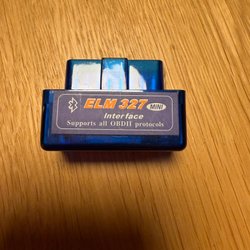 ELM 327 MINI
Interface
Supports all OBDII protocols